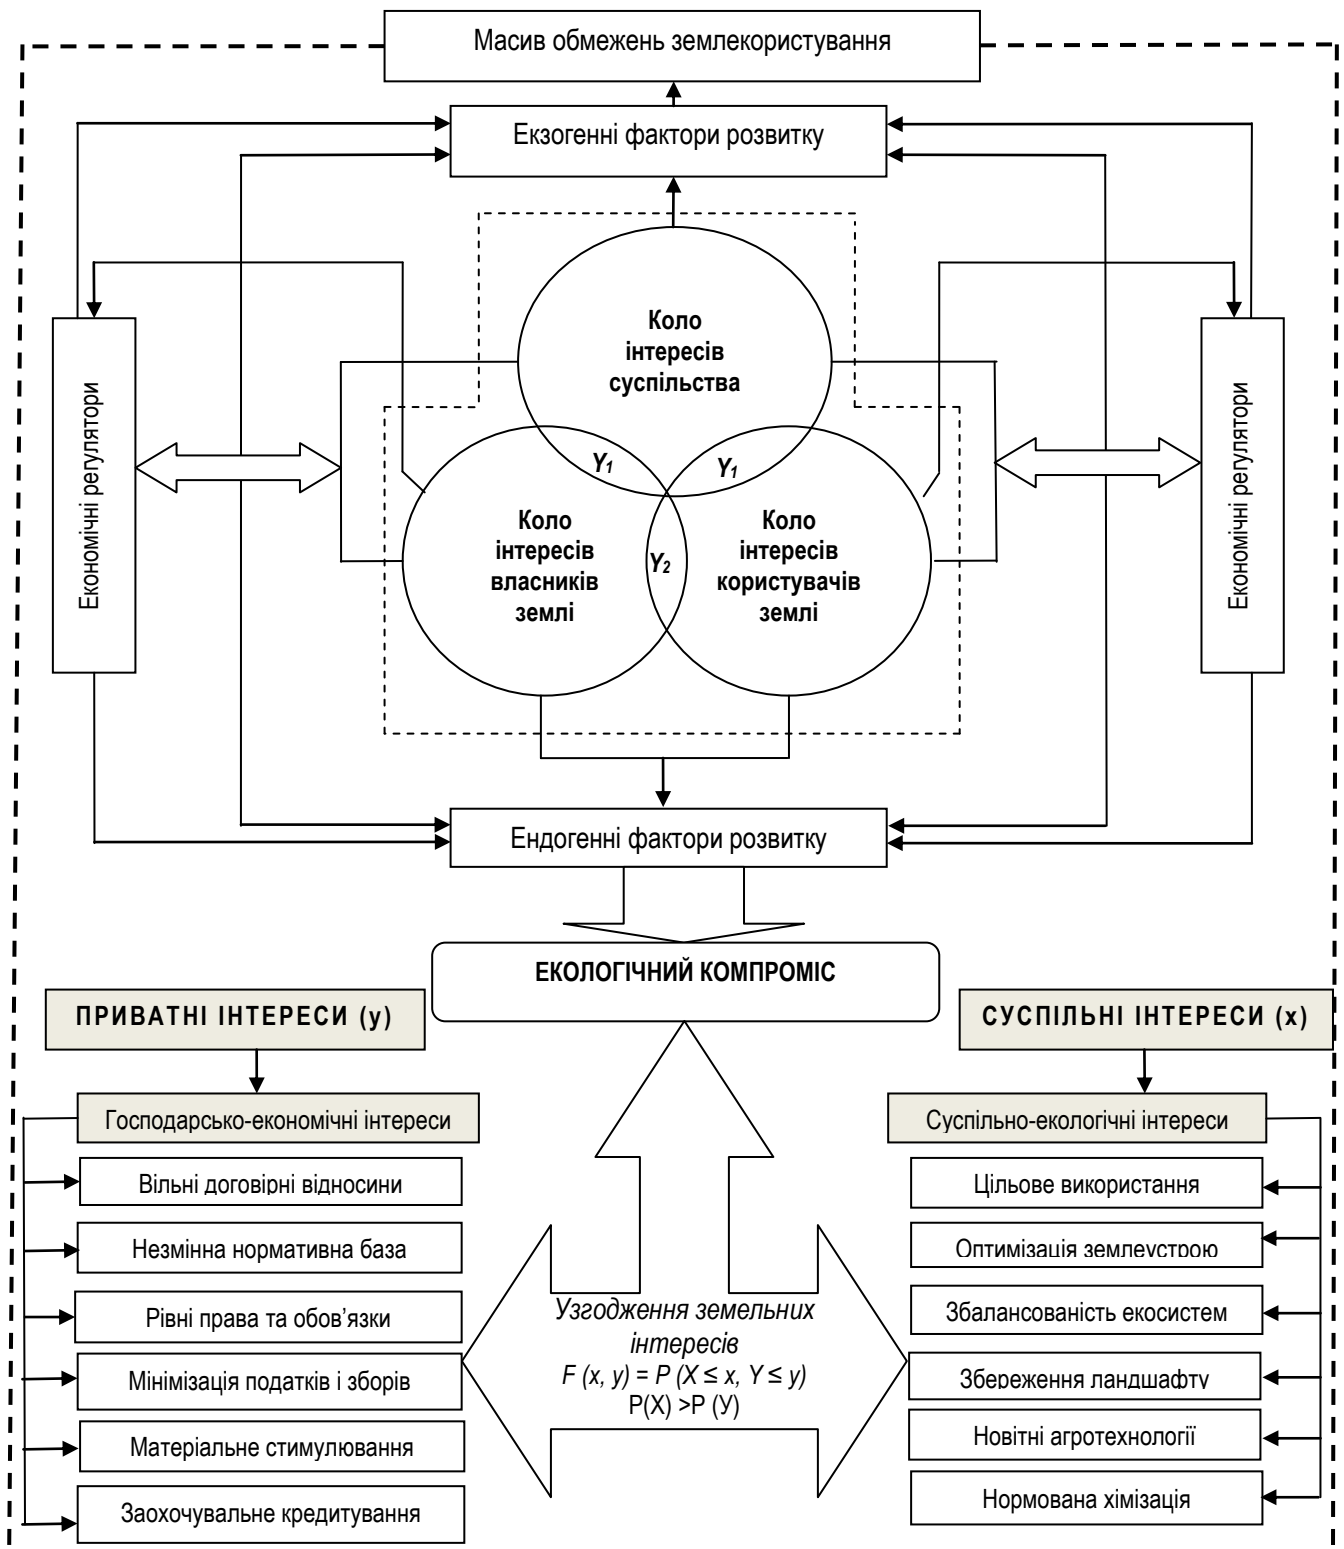 Масив обмежень землекористування
Екзогенні фактори розвитку
Коло
інтересів
суспільства
Економічні регулятори
Економічні регулятори
Y1
Y1
Коло
інтересів
власників
землі
Y2
Коло
інтересів
користувачів
землі
Ендогенні фактори розвитку
ЕКОЛОГІЧНИЙ КОМПРОМІС
ПРИВАТНІ ІНТЕРЕСИ (у)
СУСПІЛЬНІ ІНТЕРЕСИ (х)
Господарсько-економічні інтереси
Вільні договірні відносини
Незмінна нормативна база
Рівні права та обов’язки
Мінімізація податків і зборів
Матеріальне стимулювання
Заохочувальне кредитування
Узгодження земельних
інтересів
F (x, y) = P (X ≤ x, Y ≤ y)
P(X) >P (У)
Суспільно-екологічні інтереси
Цільове використання
Оптимізація землеустрою
Збалансованість екосистем
Збереження ландшафту
Новітні агротехнології
Нормована хімізація